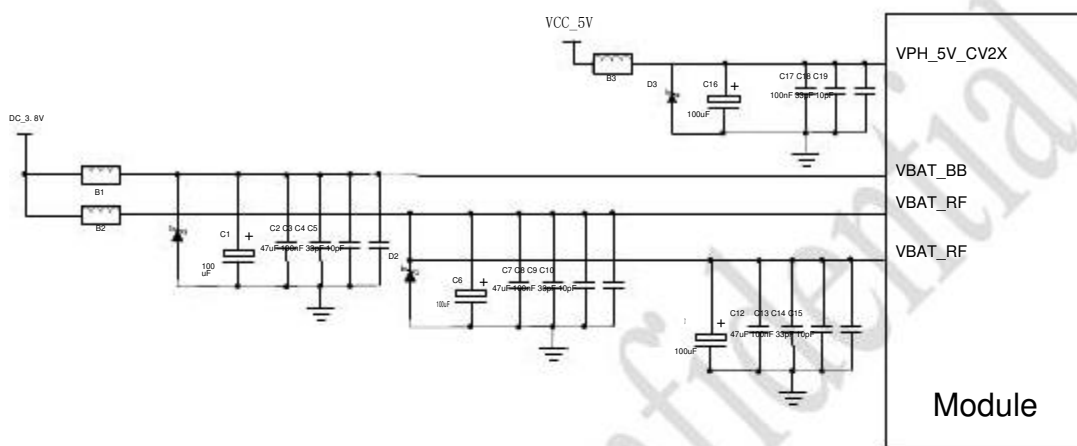 VCC_5V
VPH_5V_CV2X
B3
D3
C16
+
C17 C18 C19
100nF 33pF 10pF
100uF
DC_3.8V
B1
VBAT_BB
B2
VBAT_RF
C1
+
C2 C3 C4 C5
47uF 100nF 33pF 10pF
100
uF
D2
VBAT_RF
C6
+
C7 C8 C9 C10
47uF 100nF 33pF 10pF
100uF
C12
+
C13 C14 C15
47uF 100nF 33pF 10pF
100uF
Module
Confidential